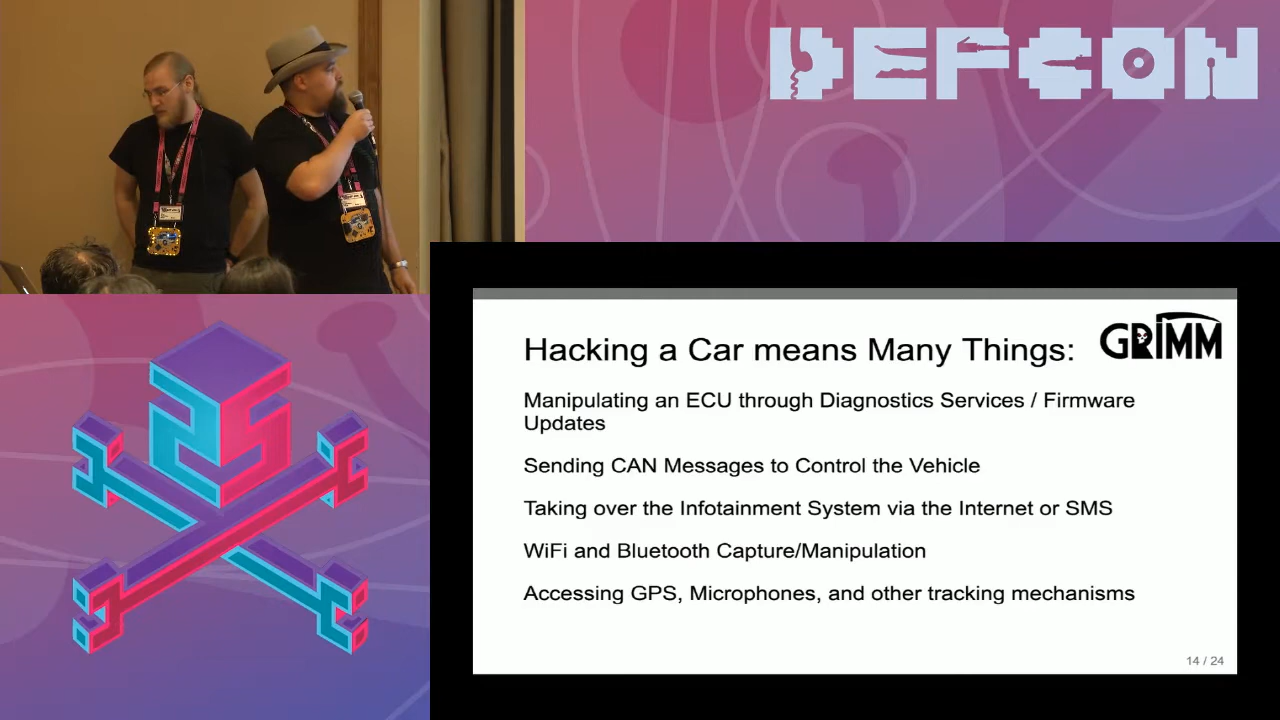 DEFCON
GRIMM
Hacking a Car means Many Things:
Manipulating an ECU through Diagnostics Services / Firmware
Updates
Sending CAN Messages to Control the Vehicle
Taking over the Infotainment System via the Internet or SMS
WiFi and Bluetooth Capture/Manipulation
Accessing GPS, Microphones, and other tracking mechanisms
14 / 24